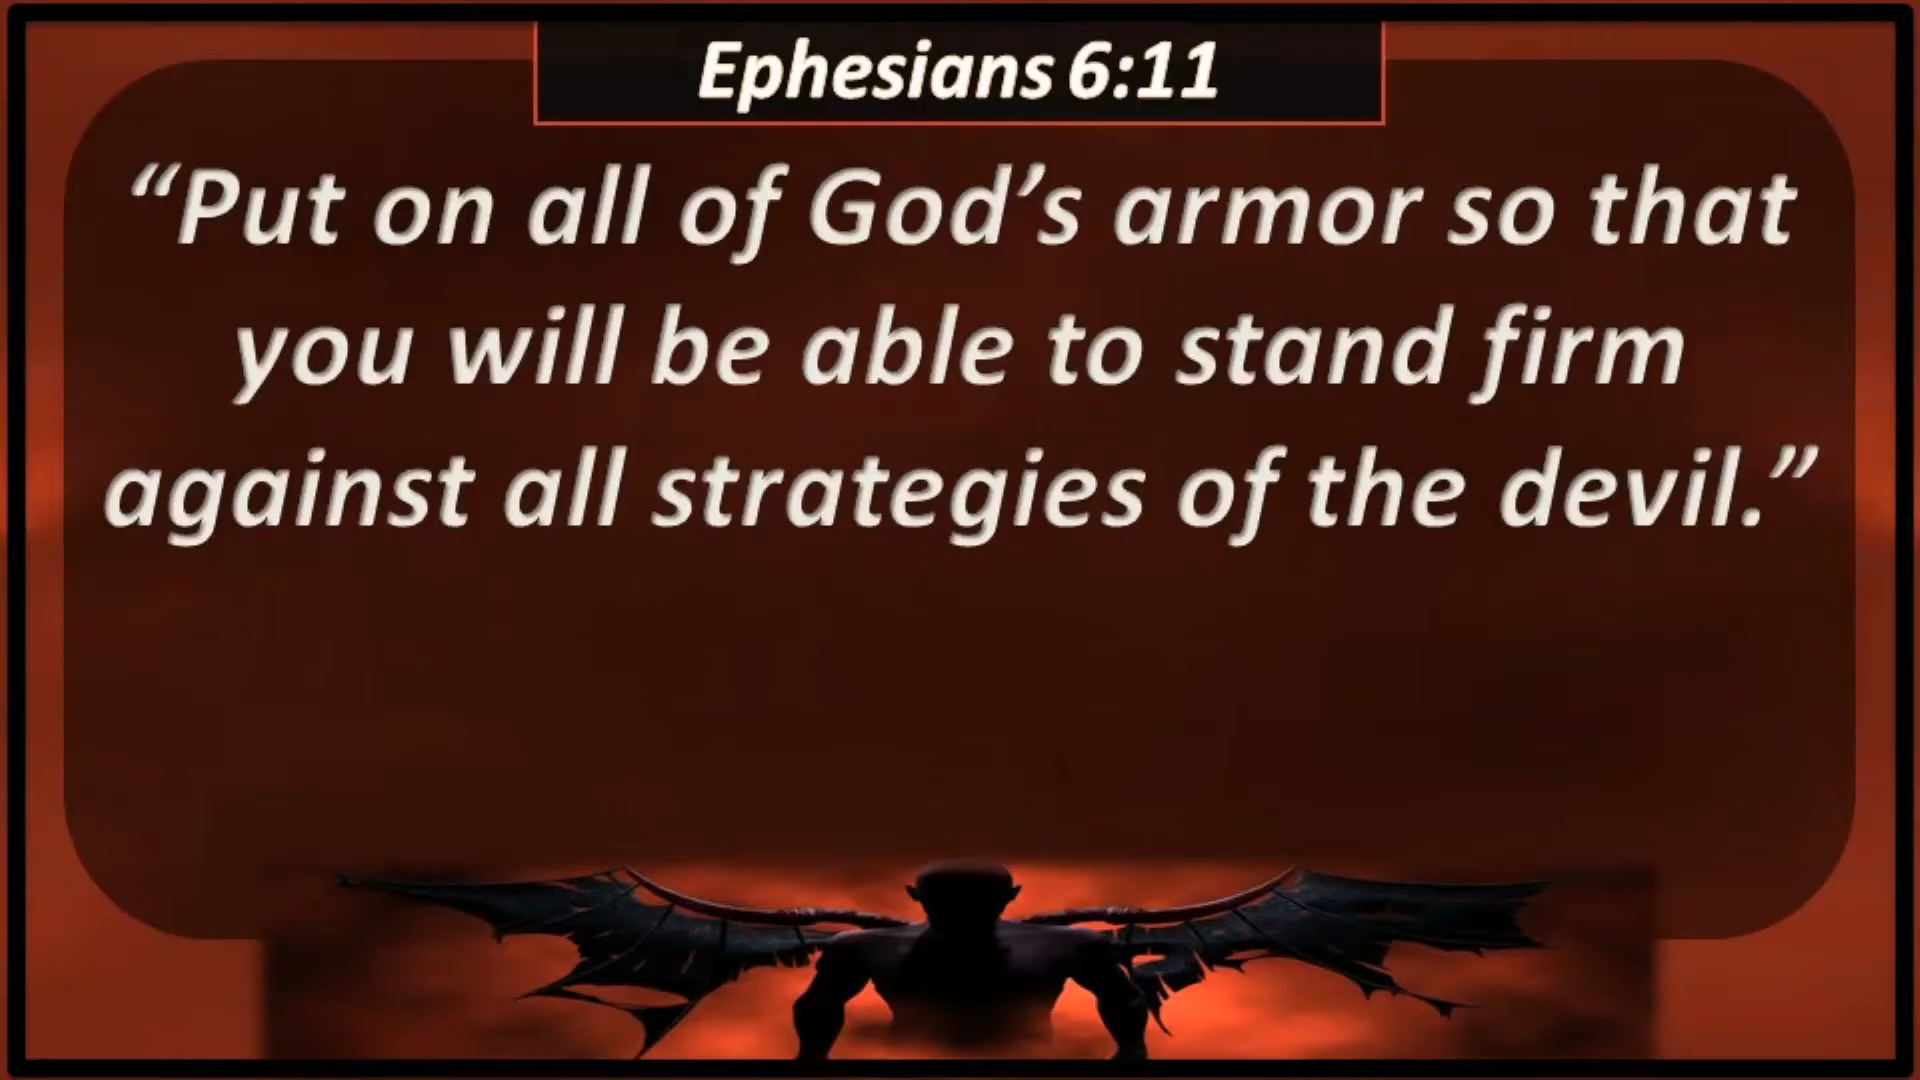 Ephesians 6:11
“Put on all of God’s armor so that
you will be able to stand firm
against all strategies of the devil.”